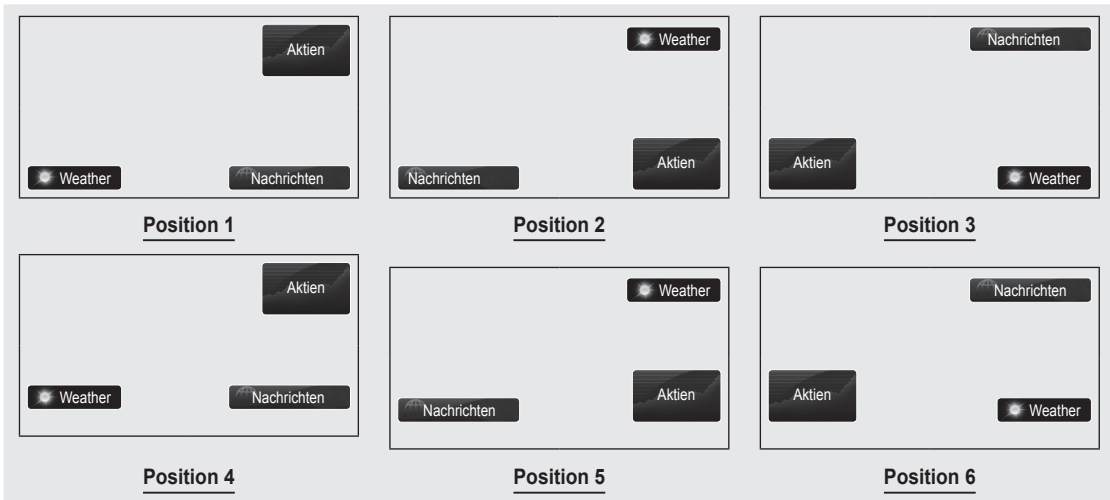 Aktien
Weather
Nachrichten
Position 1
Weather
Aktien
Nachrichten
Position 2
Nachrichten
Aktien
Weather
Position 3
Aktien
Weather
Nachrichten
Position 4
Weather
Aktien
Nachrichten
Position 5
Nachrichten
Aktien
Weather
Position 6